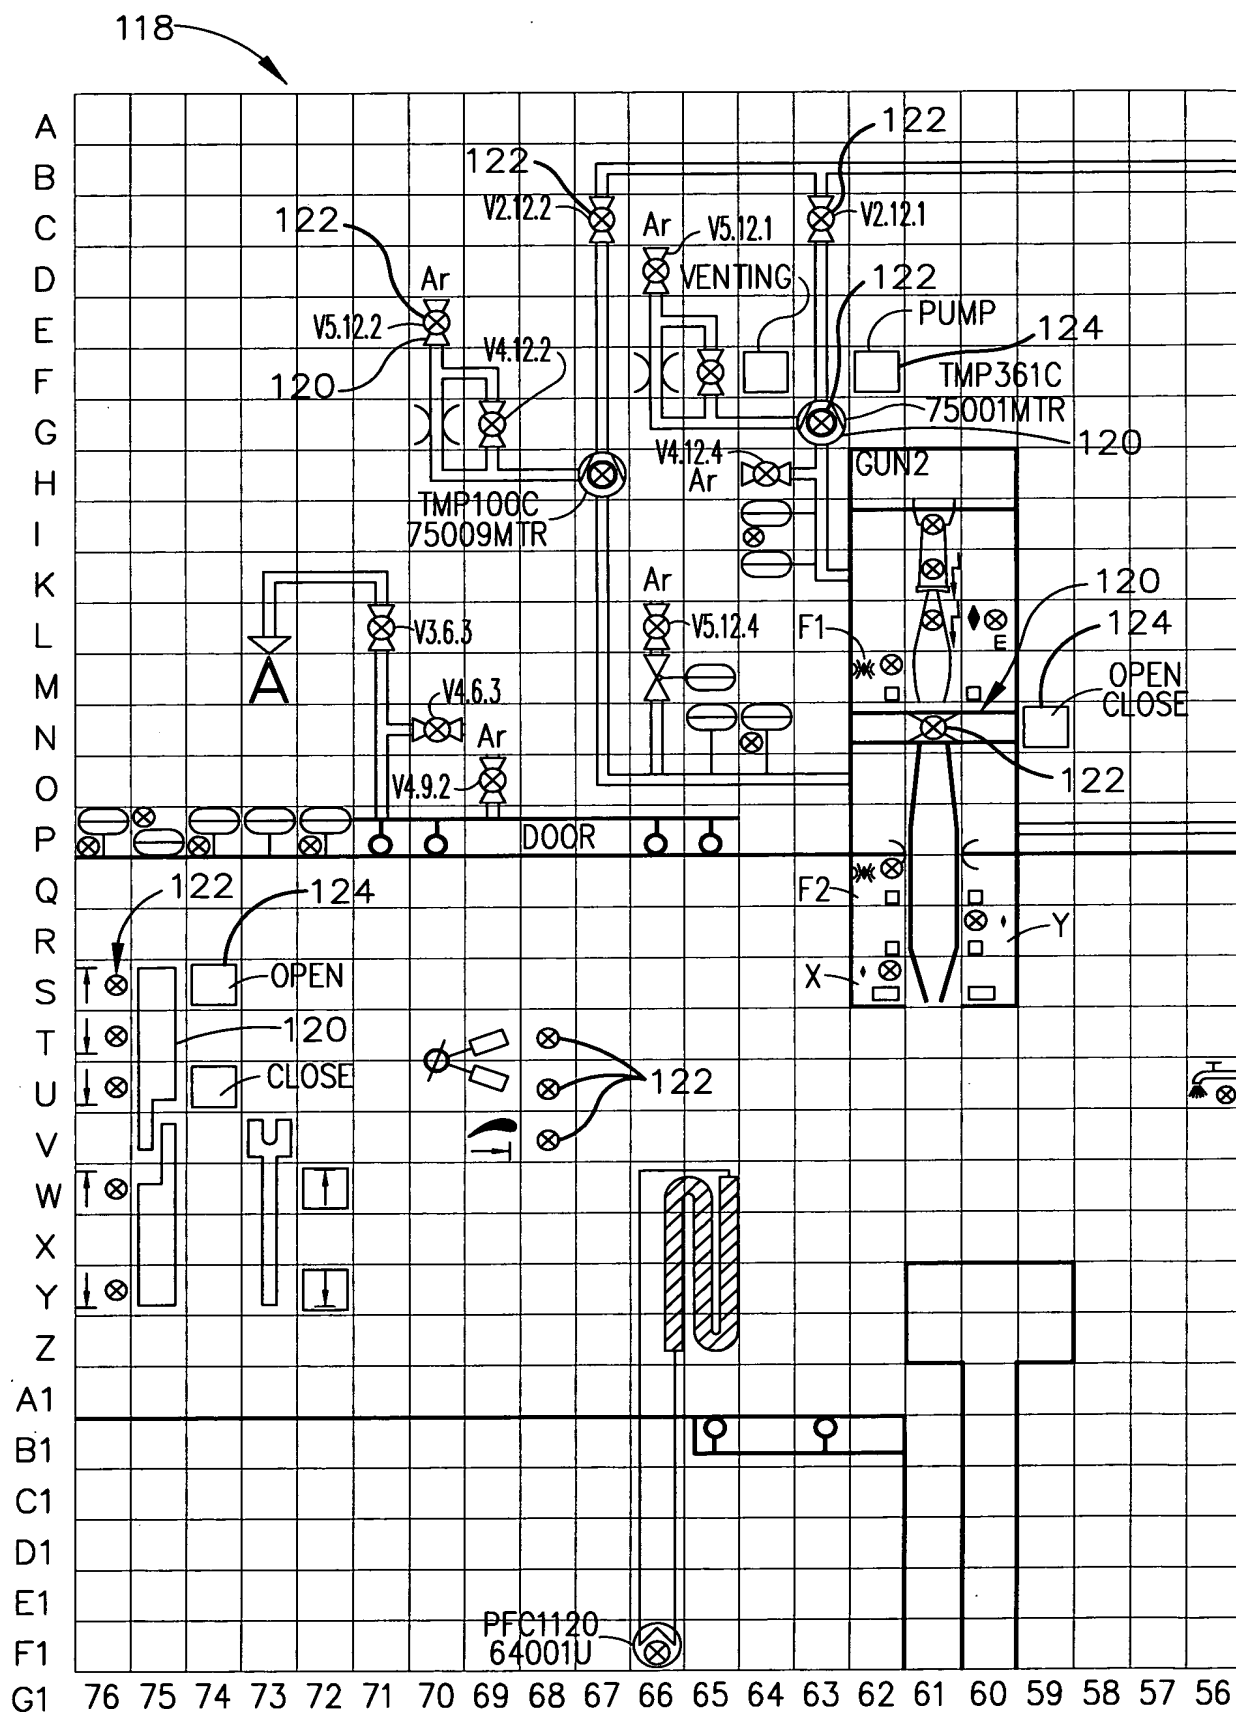 118
A
122
B
122
V2.12.2
V2.12.1
C
122
Ar
V5.12.1
D
Ar
VENTING
122
E
V5.12.2
PUMP
124
V4.12.2
F
120
TMP361C
75001MTR
G
V4.12.4
120
Ar
GUN2
H
TMP100C
75009MTR
I
K
Ar
120
L
V3.6.3
V5.12.4
F1
124
E
M
A
V4.6.3
OPEN
CLOSE
N
Ar
O
V4.9.2
122
P
DOOR
Q
122
124
F2
R
Y
S
OPEN
X
T
120
U
CLOSE
122
V
W
X
Y
Z
A1
B1
C1
D1
E1
PFC1120
64001U
F1
G1 76 75 74 73 72 71 70 69 68 67 66 65 64 63 62 61 60 59 58 57 56